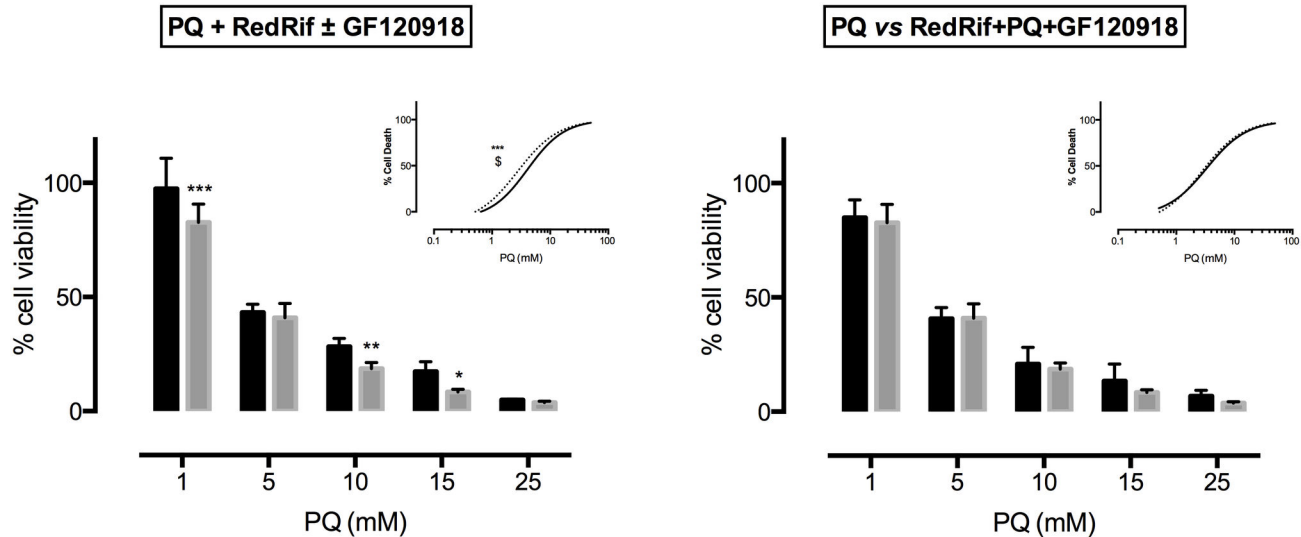 PQ + RedRif ± GF120918
% cell viability
100
50
0
***
**
*
1 5 10 15 25
PQ (mM)
% Cell Death
100
50
0
***
$
0.1 1 10 100
PQ (mM)
PQ vs RedRif+PQ+GF120918
% cell viability
100
50
0
1 5 10 15 25
PQ (mM)
% Cell Death
100
50
0
0.1 1 10 100
PQ (mM)